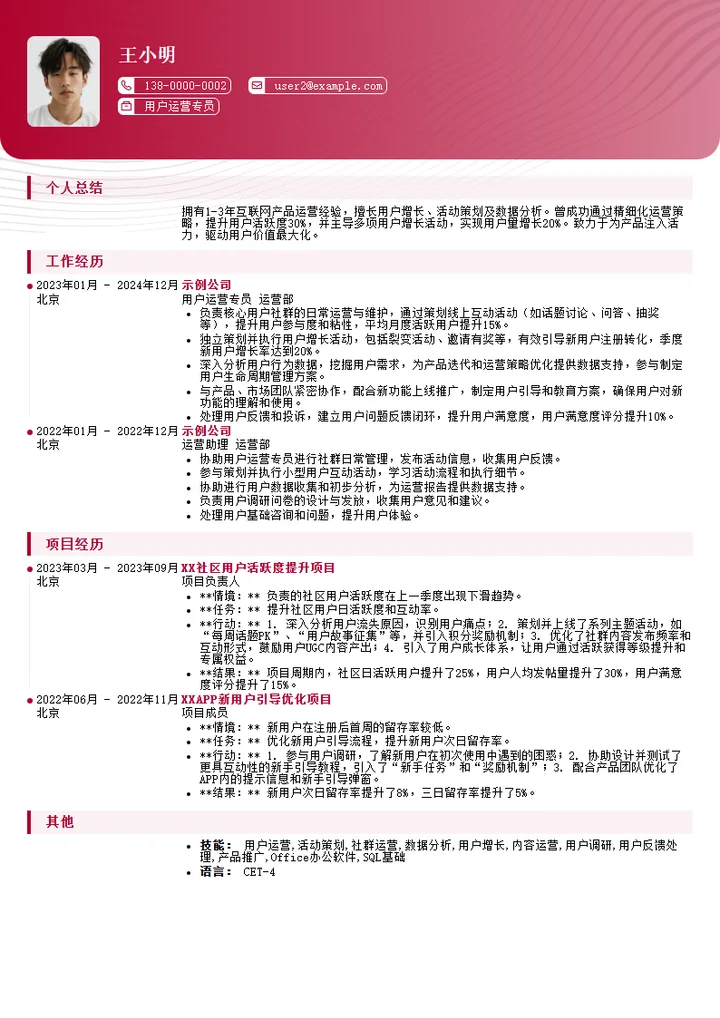 王小明
138-0000-0002
user2@example.com
用户运营专员
个人总结
拥有1-3年互联网产品运营经验，擅长用户增长、活动策划及数据分析。曾成功通过精细化运营策
略，提升用户活跃度30%，并主导多项用户增长活动，实现用户量增长20%。致力于为产品注入活
力，驱动用户价值最大化。
工作经历
2023年01月 - 2024年12月 示例公司
北京 用户运营专员 运营部
• 负责核心用户社群的日常运营与维护，通过策划线上互动活动（如话题讨论、问答、抽奖
等），提升用户参与度和粘性，平均月度活跃用户提升15%。
• 独立策划并执行用户增长活动，包括裂变活动、邀请有奖等，有效引导新用户注册转化，季度
新用户增长率达到20%。
• 深入分析用户行为数据，挖掘用户需求，为产品迭代和运营策略优化提供数据支持，参与制定
用户生命周期管理方案。
• 与产品、市场团队紧密协作，配合新功能上线推广，制定用户引导和教育方案，确保用户对新
功能的理解和使用。
• 处理用户反馈和投诉，建立用户问题反馈闭环，提升用户满意度，用户满意度评分提升10%。
2022年01月 - 2022年12月 示例公司
北京 运营助理 运营部
• 协助用户运营专员进行社群日常管理，发布活动信息，收集用户反馈。
• 参与策划并执行小型用户互动活动，学习活动流程和执行细节。
• 协助进行用户数据收集和初步分析，为运营报告提供数据支持。
• 负责用户调研问卷的设计与发放，收集用户意见和建议。
• 处理用户基础咨询和问题，提升用户体验。
项目经历
2023年03月 - 2023年09月 XX社区用户活跃度提升项目
北京 项目负责人
• **情境：** 负责的社区用户活跃度在上一季度出现下滑趋势。
• **任务：** 提升社区用户日活跃度和互动率。
• **行动：** 1. 深入分析用户流失原因，识别用户痛点；2. 策划并上线了系列主题活动，如
“每周话题PK”、“用户故事征集”等，并引入积分奖励机制；3. 优化了社群内容发布频率和
互动形式，鼓励用户UGC内容产出；4. 引入了用户成长体系，让用户通过活跃获得等级提升和
专属权益。
• **结果：** 项目周期内，社区日活跃用户提升了25%，用户人均发帖量提升了30%，用户满意
度评分提升了15%。
2022年06月 - 2022年11月 XXAPP新用户引导优化项目
北京 项目成员
• **情境：** 新用户在注册后首周的留存率较低。
• **任务：** 优化新用户引导流程，提升新用户次日留存率。
• **行动：** 1. 参与用户调研，了解新用户在初次使用中遇到的困惑；2. 协助设计并测试了
更具互动性的新手引导教程，引入了“新手任务”和“奖励机制”；3. 配合产品团队优化了
APP内的提示信息和新手引导弹窗。
• **结果：** 新用户次日留存率提升了8%，三日留存率提升了5%。
其他
• 技能： 用户运营,活动策划,社群运营,数据分析,用户增长,内容运营,用户调研,用户反馈处
理,产品推广,Office办公软件,SQL基础
• 语言： CET-4